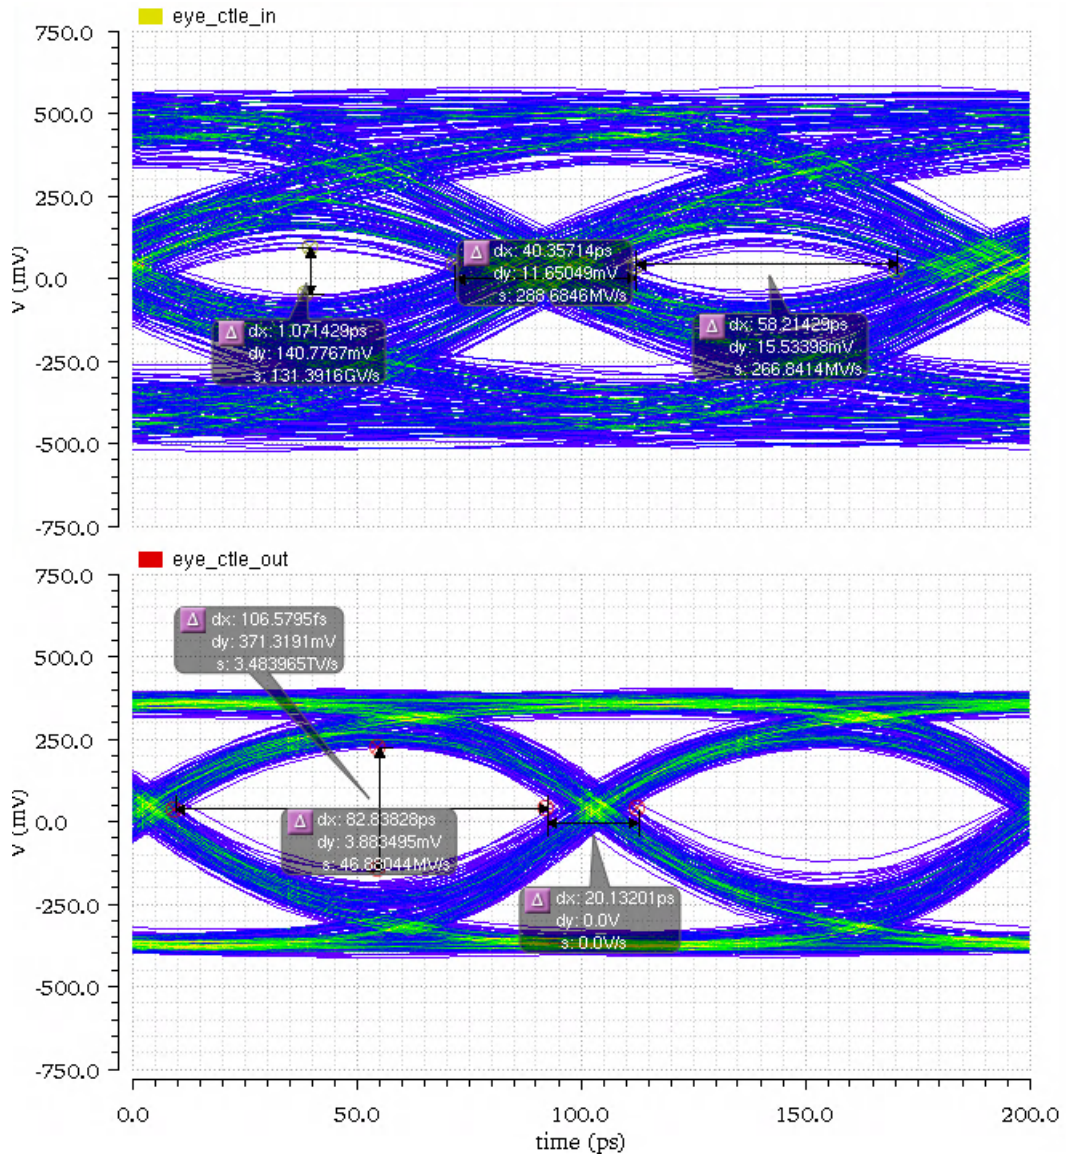 eye_ctle_in
750.0
500.0
250.0
0.0
-250.0
-500.0
-750.0
V (mV)
Δ dx: 40.35714ps
dy: 11.65049mV
s: 288.6846MV/s
Δ dx: 1.071429ps
dy: 140.7767mV
s: 131.3916GV/s
Δ dx: 58.21429ps
dy: 15.53398mV
s: 266.8414MV/s
eye_ctle_out
750.0
500.0
250.0
0.0
-250.0
-500.0
-750.0
V (mV)
Δ dx: 106.5795fs
dy: 371.3191mV
s: 3.483965TV/s
Δ dx: 82.83828ps
dy: 3.883495mV
s: 46.88044MV/s
Δ dx: 20.13201ps
dy: 0.0V
s: 0.0V/s
0.0 50.0 100.0 150.0 200.0
time (ps)